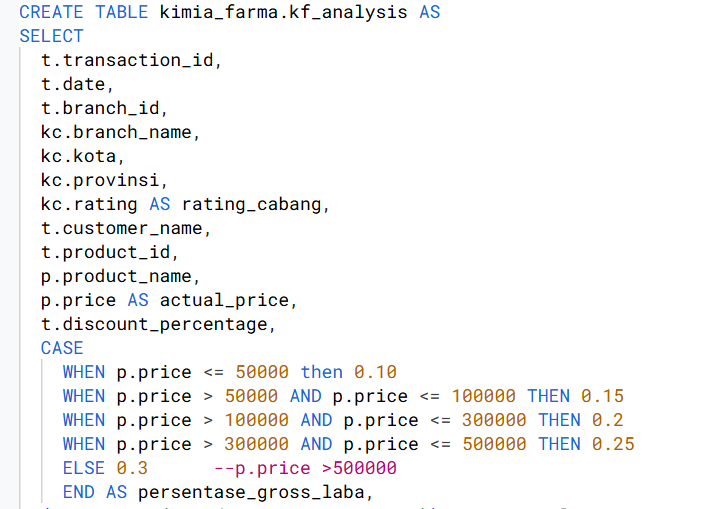 CREATE TABLE kimia_farma.kf_analysis AS
SELECT
t.transaction_id,
t.date,
t.branch_id,
kc.branch_name,
kc.kota,
kc.provinsi,
kc.rating AS rating_cabang,
t.customer_name,
t.product_id,
p.product_name,
p.price AS actual_price,
t.discount_percentage,
CASE
WHEN p.price <= 50000 then 0.10
WHEN p.price > 50000 AND p.price <= 100000 THEN 0.15
WHEN p.price > 100000 AND p.price <= 300000 THEN 0.2
WHEN p.price > 300000 AND p.price <= 500000 THEN 0.25
ELSE 0.3 --p.price >500000
END AS persentase_gross_laba,